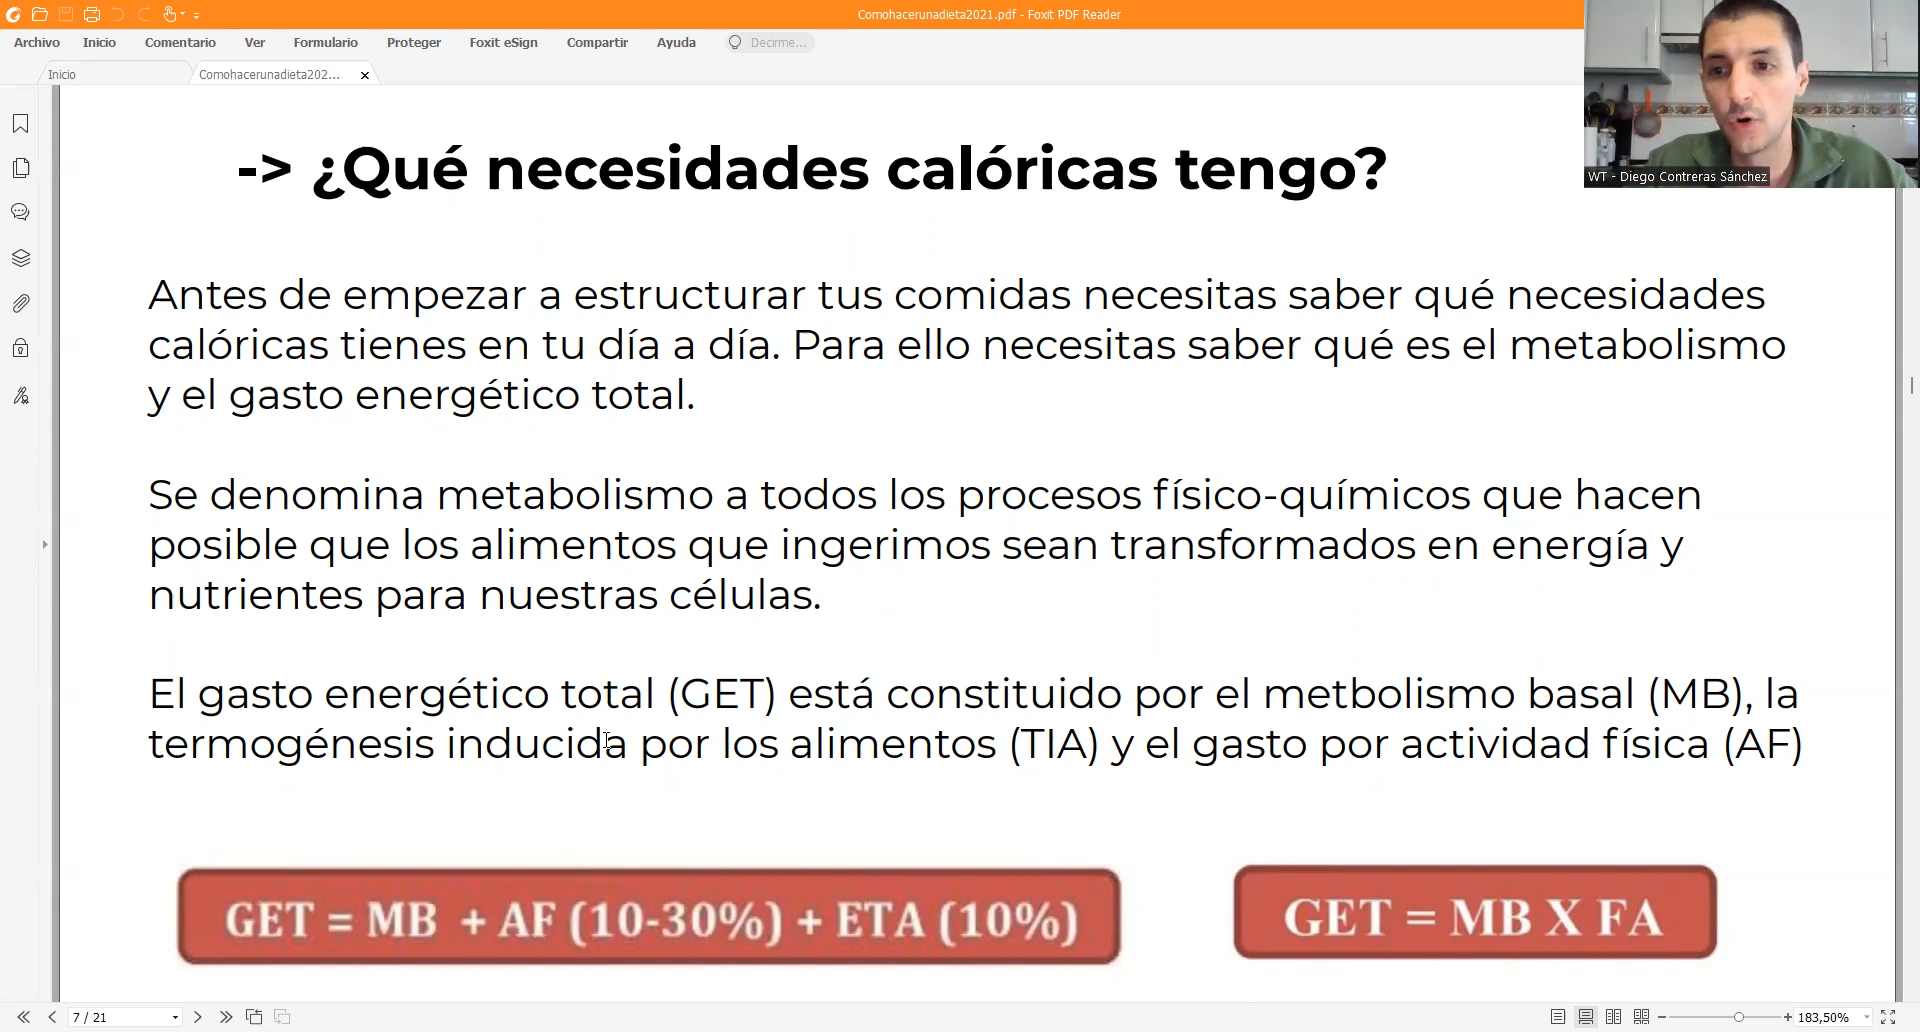 Comohacerunadieta2021.pdf - Foxit PDF Reader
Archivo Inicio Comentario Ver Formulario Proteger Foxit eSign Compartir Ayuda Decirme...
Inicio Comohacerunadieta202...
WT - Diego Contreras Sánchez
-> ¿Qué necesidades calóricas tengo?
Antes de empezar a estructurar tus comidas necesitas saber qué necesidades
calóricas tienes en tu día a día. Para ello necesitas saber qué es el metabolismo
y el gasto energético total.
Se denomina metabolismo a todos los procesos físico-químicos que hacen
posible que los alimentos que ingerimos sean transformados en energía y
nutrientes para nuestras células.
El gasto energético total (GET) está constituido por el metbolismo basal (MB), la
termogénesis inducida por los alimentos (TIA) y el gasto por actividad física (AF)
GET = MB + AF (10-30%) + ETA (10%)
GET = MB X FA
7 / 21
183,50%